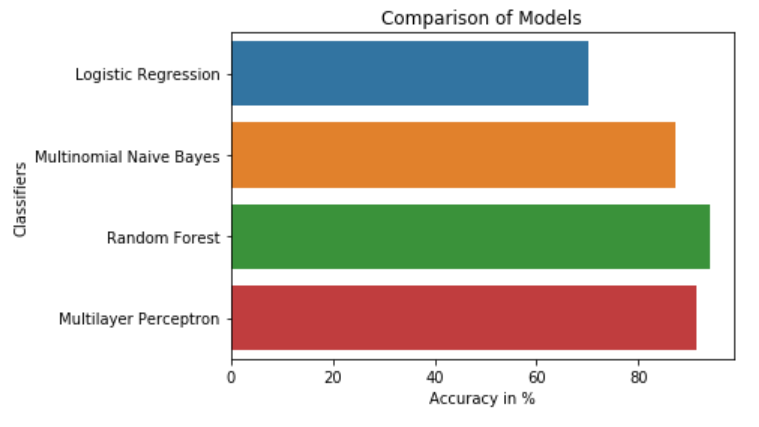 Comparison of Models
Classifiers
Logistic Regression
Multinomial Naive Bayes
Random Forest
Multilayer Perceptron
0 20 40 60 80
Accuracy in %